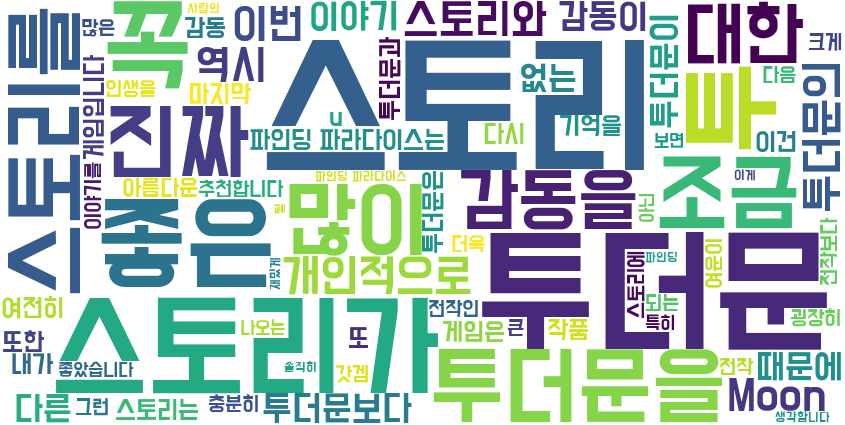 스토리를
많은
사람의
감동
꼭
이번
역시
이야기
스토리와
감동이
대한
크게
스토리
투더문과
없는
투더문이
투
투더문의
다음
이건
인생을
마지막
진짜
u
파인딩 파라다이스는
다시
기억을
보면
게임입니다
이야기를
아름다운
추천합니다
파인딩 파라다이스
투더문은
감동을
아닌
조금
이게
좋은
많이
더욱
투더문
파인딩
여운이
전작보다
재밌게
개인적으로
스토리에
여전히
스토리가
나오는
또
전작인
게임은
큰
작품
되는
특히
굉장히
또한
내가
좋았습니다
솔직히
갓겜
투더문을
전작
때문에
다른
그런
스토리는
충분히
투더문보다
Moon
생각합니다